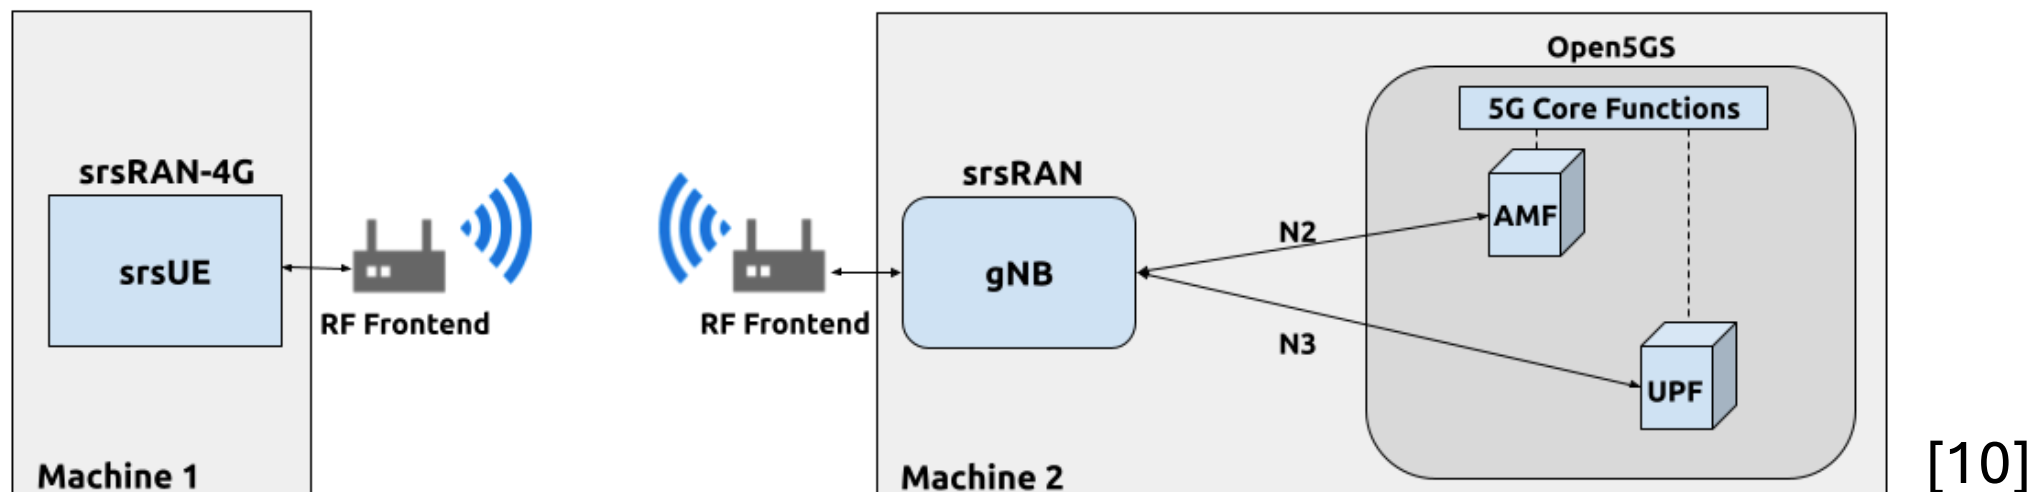 Open5GS
5G Core Functions
srsRAN-4G
srsUE
RF Frontend
RF Frontend
srsRAN
gNB
N2
N3
AMF
UPF
Machine 1
Machine 2
[10]